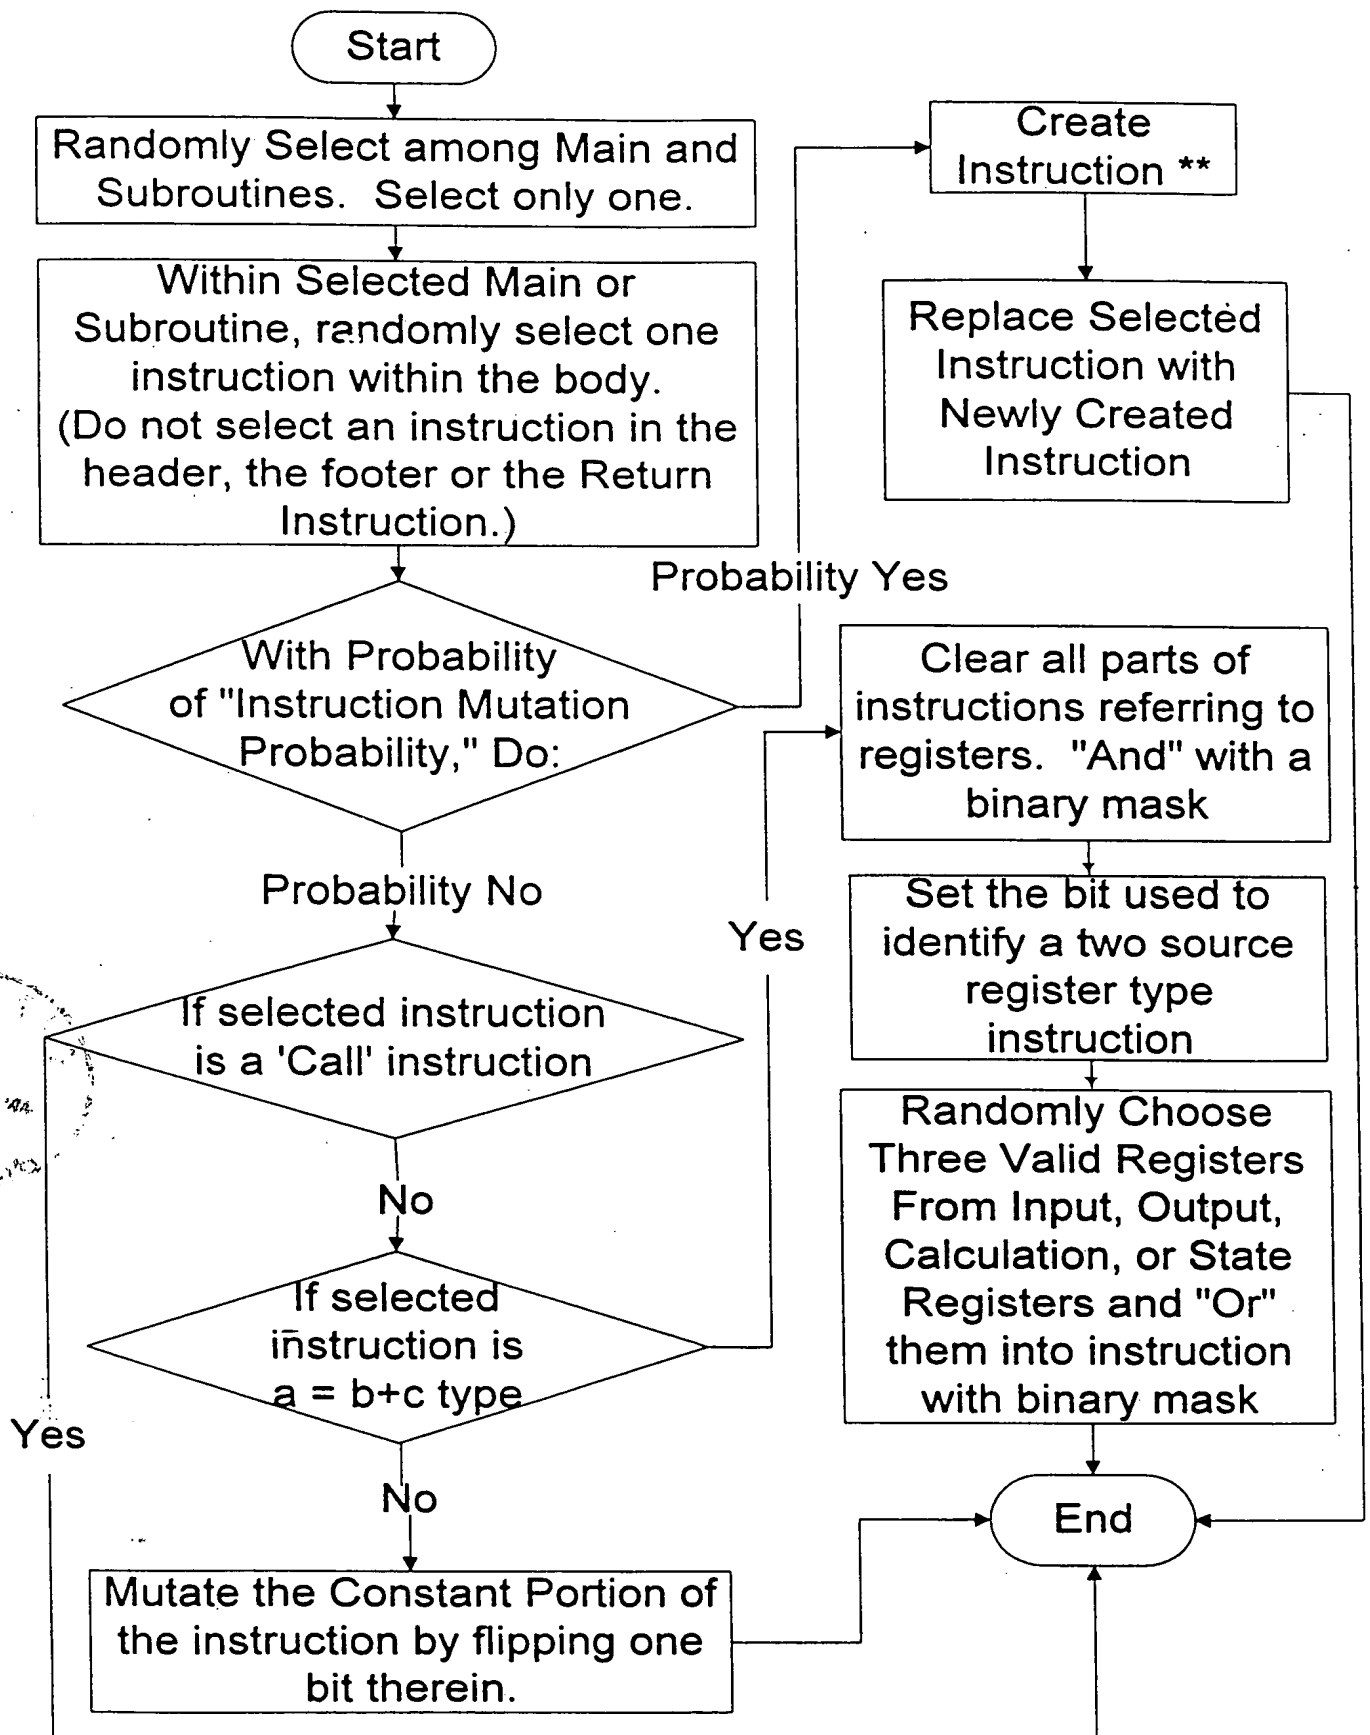 Start
Randomly Select among Main and
Subroutines. Select only one.
Within Selected Main or
Subroutine, randomly select one
instruction within the body.
(Do not select an instruction in the
header, the footer or the Return
Instruction.)
With Probability
of "Instruction Mutation
Probability," Do:
Probability Yes
Create
Instruction **
Replace Selected
Instruction with
Newly Created
Instruction
Probability No
If selected instruction
is a 'Call' instruction
Yes
No
If selected
instruction is
a = b+c type
Yes
Clear all parts of
instructions referring to
registers. "And" with a
binary mask
Set the bit used to
identify a two source
register type
instruction
Randomly Choose
Three Valid Registers
From Input, Output,
Calculation, or State
Registers and "Or"
them into instruction
with binary mask
No
Mutate the Constant Portion of
the instruction by flipping one
bit therein.
End